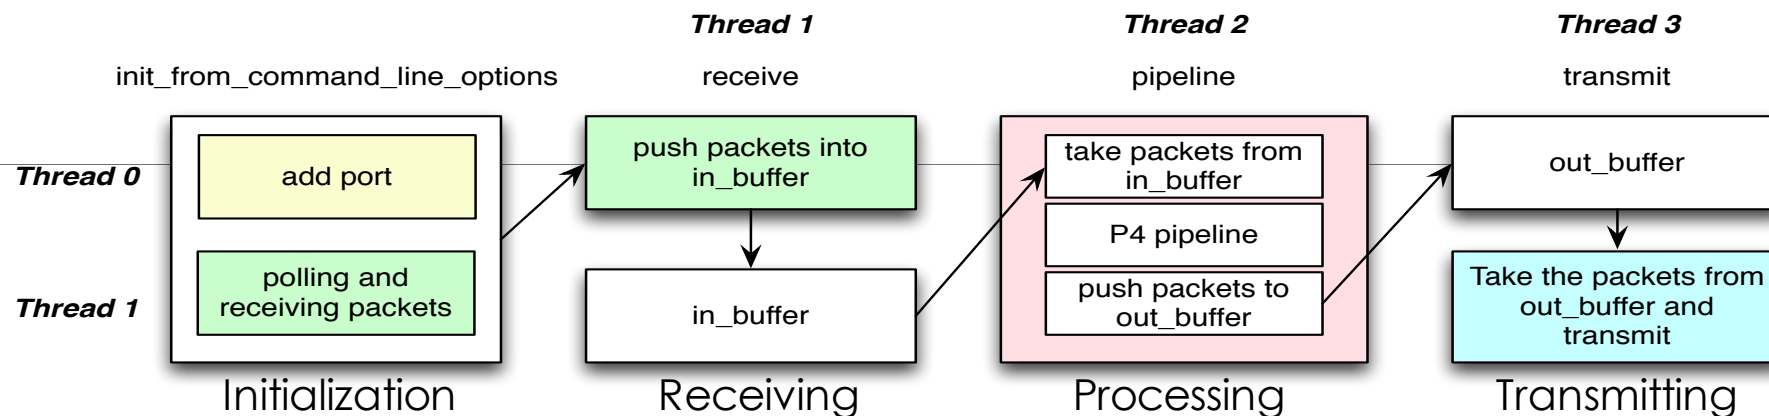 Thread 1
Thread 2
Thread 3
init_from_command_line_options
receive
pipeline
transmit
Thread 0
add port
push packets into
in_buffer
take packets from
in_buffer
out_buffer
P4 pipeline
Thread 1
polling and
receiving packets
in_buffer
push packets to
out_buffer
Take the packets from
out_buffer and
transmit
Initialization
Receiving
Processing
Transmitting